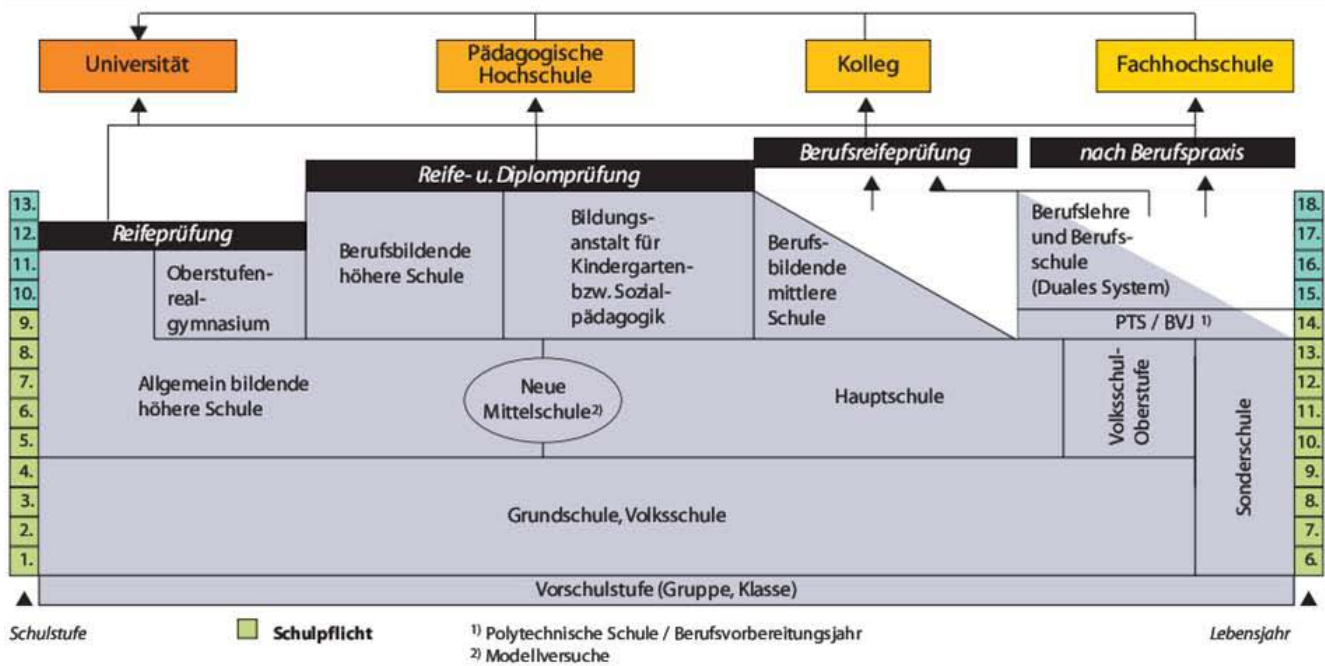 Universität
Pädagogische
Hochschule
Kolleg
Fachhochschule
Berufsreifeprüfung
nach Berufspraxis
Reife- u. Diplomprüfung
Reifeprüfung
13.
12.
11.
10.
9.
8.
7.
6.
5.
4.
3.
2.
1.
Oberstufen-
real-
gymnasium
Berufsbildende
höhere Schule
Bildungs-
anstalt für
Kindergarten-
bzw. Sozial-
pädagogik
Berufs-
bildende
mittlere
Schule
Berufslehre
und Berufs-
schule
(Duales System)
PTS / BVJ 1)
18.
17.
16.
15.
14.
13.
12.
11.
10.
9.
8.
7.
6.
Allgemein bildende
höhere Schule
Neue
Mittelschule2)
Hauptschule
Volksschul-
Oberstufe
Sonderschule
Grundschule, Volksschule
Vorschulstufe (Gruppe, Klasse)
Schulstufe
Schulpflicht
1) Polytechnische Schule / Berufsvorbereitungsjahr
2) Modellversuche
Lebensjahr